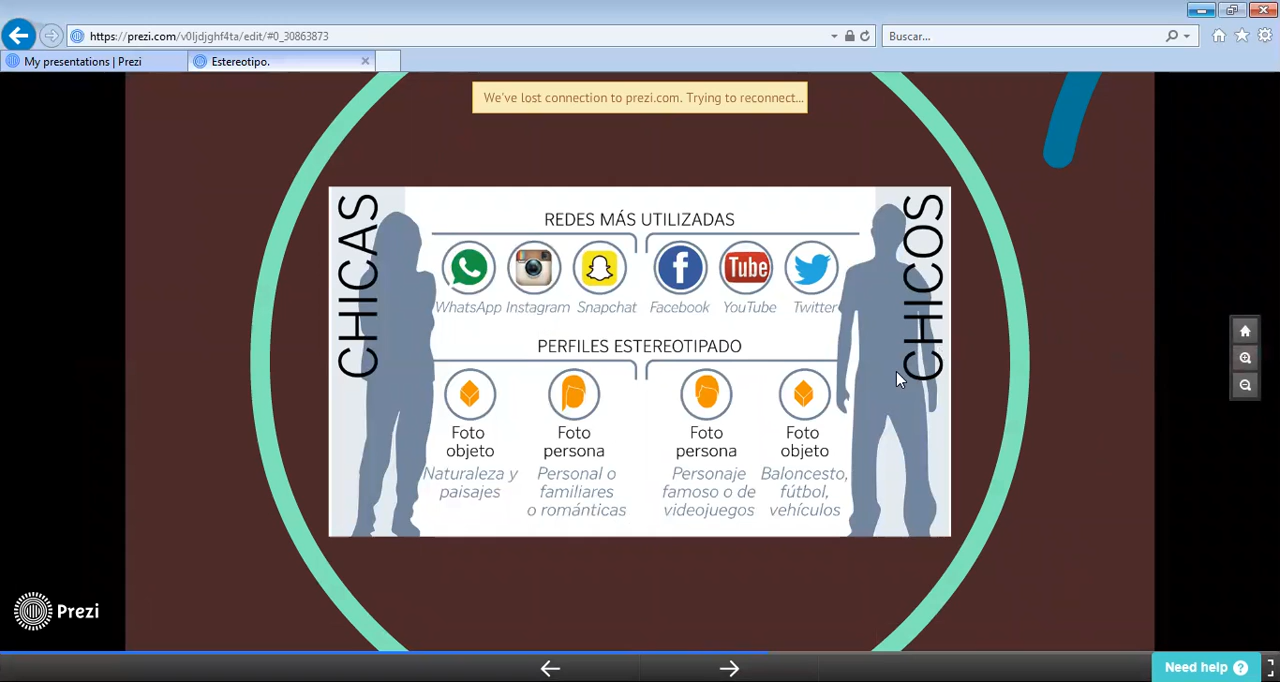 https://prezi.com/v0ljdjghf4ta/edit/#0_30863873
Buscar...
My presentations | Prezi
Estereotipo.
We've lost connection to prezi.com. Trying to reconnect...
CHICAS
CHICOS
REDES MÁS UTILIZADAS
Tube
WhatsApp Instagram Snapchat Facebook YouTube Twitter
PERFILES ESTEREOTIPADO
Foto objeto
Naturaleza y
paisajes
Foto persona
Personal o
familiares
o románticas
Foto persona
Personaje
famoso o de
videojuegos
Foto objeto
Baloncesto,
fútbol,
vehículos
Prezi
Need help ?